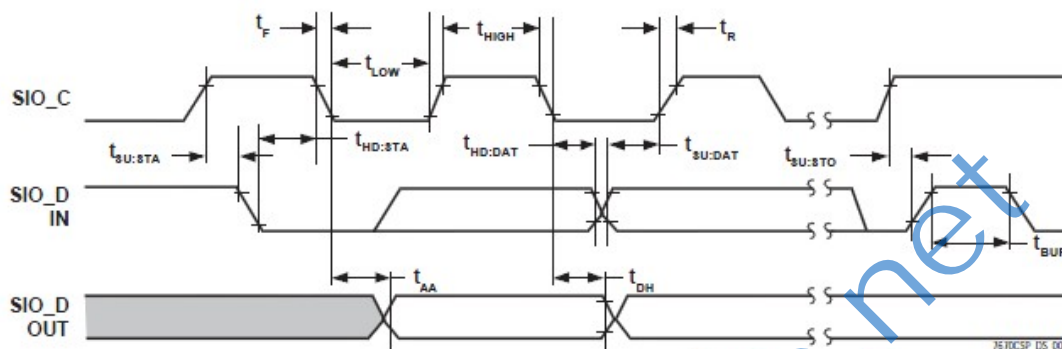 tF
tLOW
tHIGH
tR
SIO_C
tSU:STA
tHD:STA
tHD:DAT
tSU:DAT
tSU:STO
SIO_D
IN
tBUF
tAA
tDH
SIO_D
OUT
net